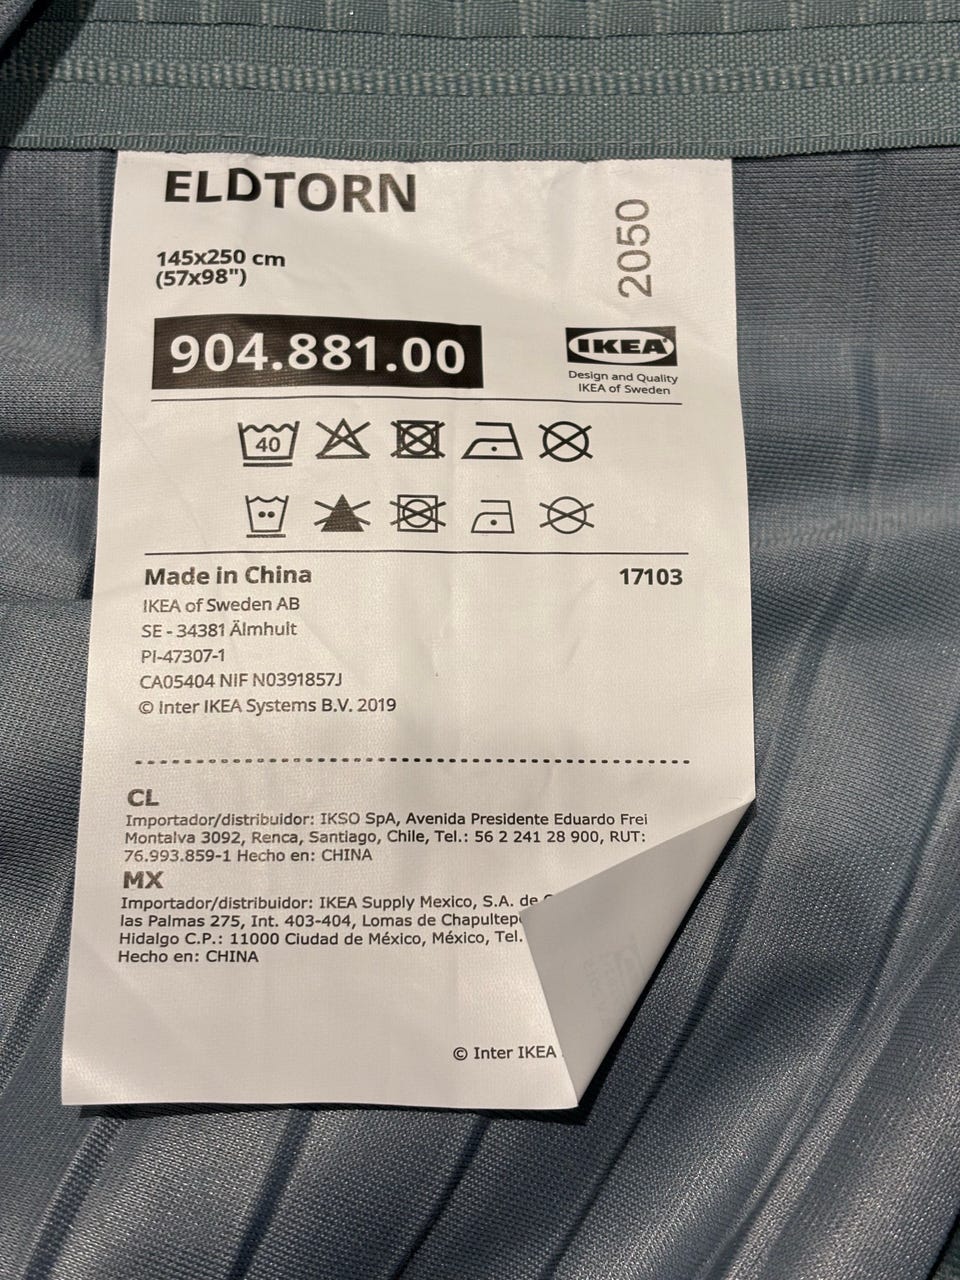 ELDTORN
2050
145x250 cm
(57x98")
904.881.00
IKEA
Design and Quality
IKEA of Sweden
40
Made in China
17103
IKEA of Sweden AB
SE - 34381 Älmhult
PI-47307-1
CA05404 NIF N0391857J
© Inter IKEA Systems B.V. 2019
CL
Importador/distribuidor: IKSO SpA, Avenida Presidente Eduardo Frei
Montalva 3092, Renca, Santiago, Chile, Tel.: 56 2 241 28 900, RUT:
76.993.859-1 Hecho en: CHINA
MX
Importador/distribuidor: IKEA Supply Mexico, S.A. de
las Palmas 275, Int. 403-404, Lomas de
Hidalgo C.P.: 11000 Ciudad de México, México, Tel.
Hecho en: CHINA
© Inter IKEA